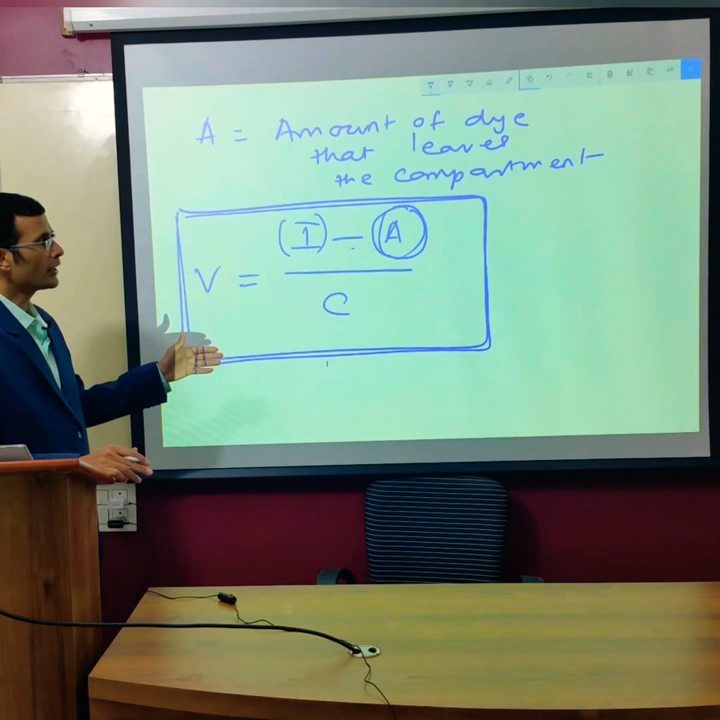 A = Amount of dye
that leaves
the compartment
V = (I) - A
C